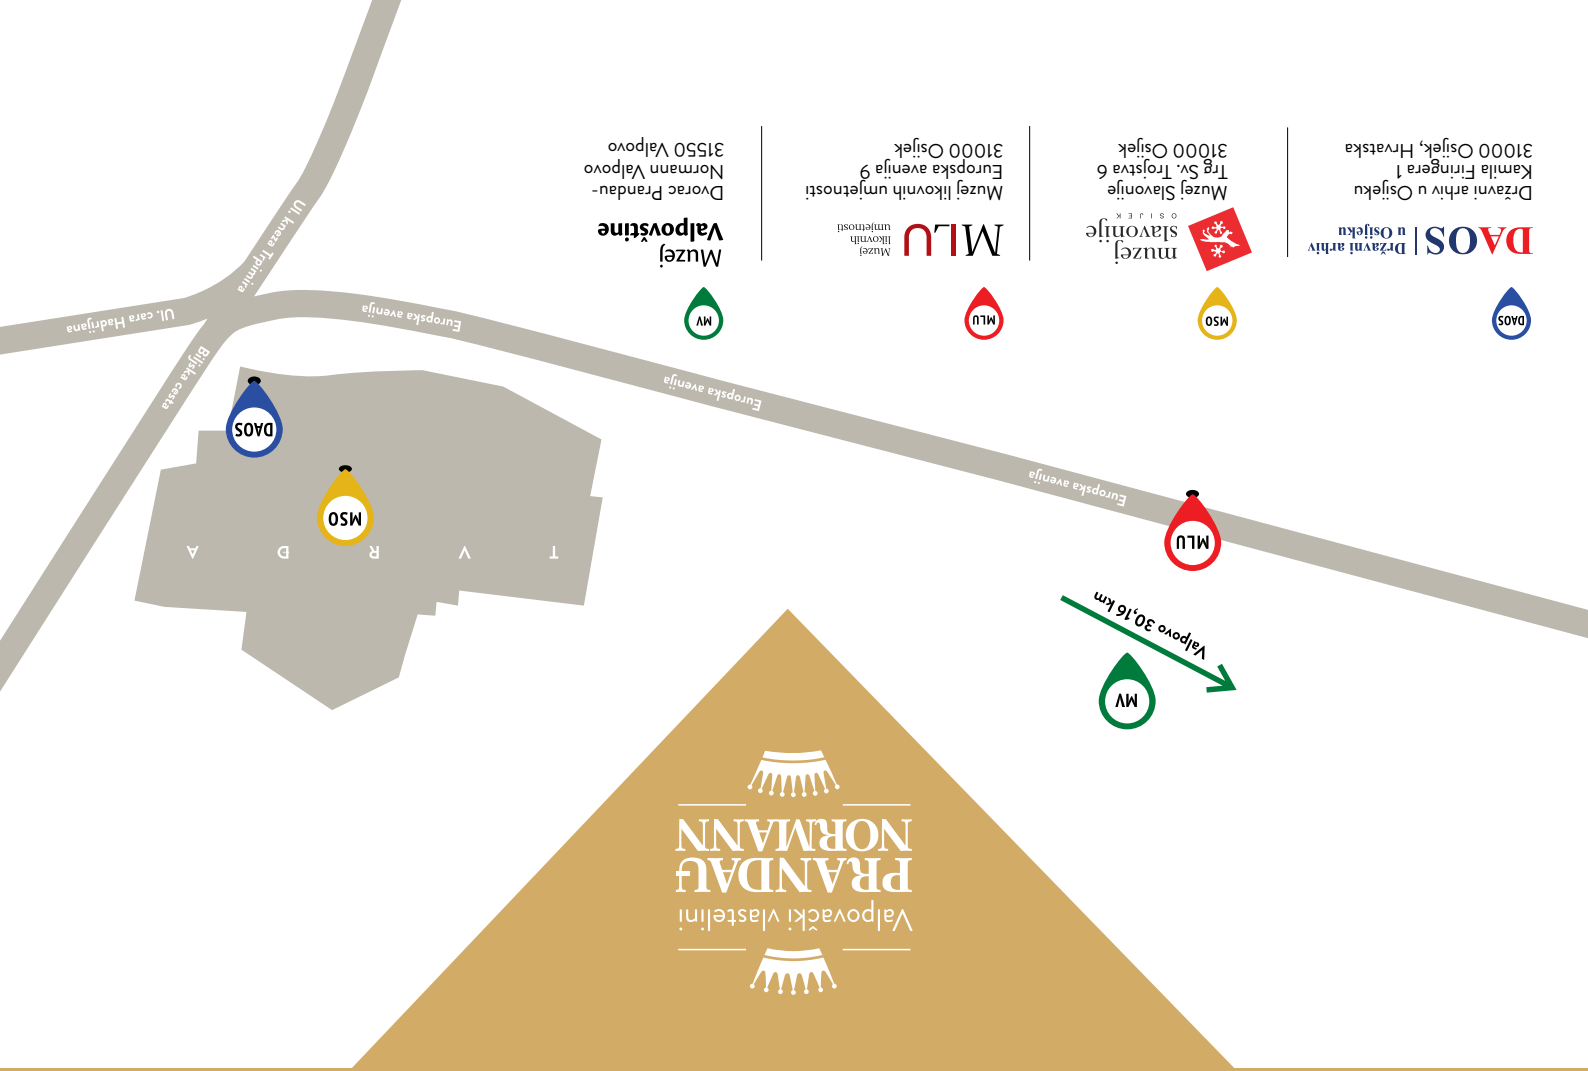 Valpovački vlastelini
PRANDAU-
NORMANN
MV
Valpovo 30,16 km
MLU
Europska avenija
Europska avenija
Europska avenija
T V R Đ A
MSO
DAOS
Biljska cesta
Ul. cara Hadrijana
Ul. kneza Trpimira
DAOS
DAOS | Državni arhiv
u Osijeku
Državni arhiv u Osijeku
Kamila Firingera 1
31000 Osijek, Hrvatska
MSO
muzej
slavonije
OSIJEK
Muzej Slavonije
Trg Sv. Trojstva 6
31000 Osijek
MLU
MLU
Muzej
likovnih
umjetnosti
Muzej likovnih umjetnosti
Europska avenija 9
31000 Osijek
MV
Muzej
Valpovštine
Dvorac Prandau-
Normann Valpovo
31550 Valpovo